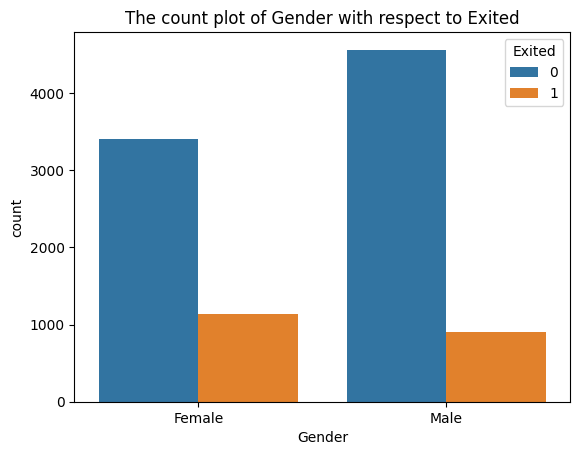 The count plot of Gender with respect to Exited
Exited
0
1
4000
3000
2000
1000
0
count
Female
Male
Gender